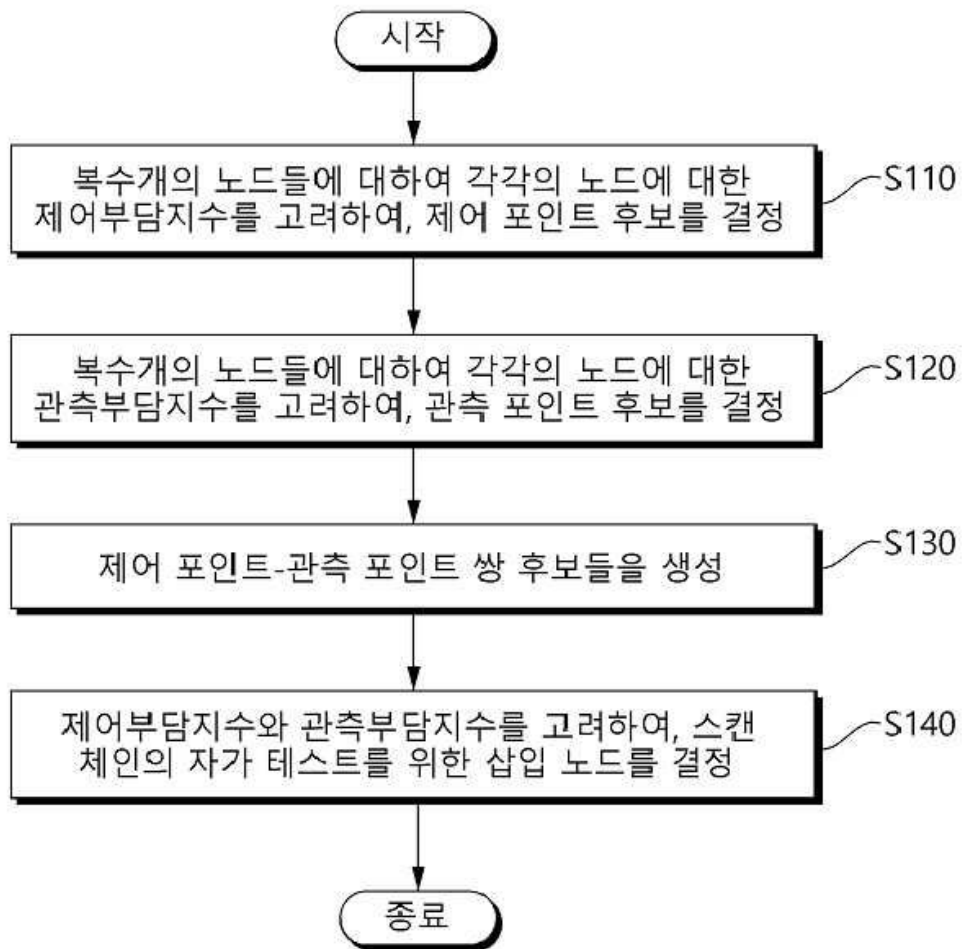 시작
복수개의 노드들에 대하여 각각의 노드에 대한
제어부담지수를 고려하여, 제어 포인트 후보를 결정
S110
복수개의 노드들에 대하여 각각의 노드에 대한
관측부담지수를 고려하여, 관측 포인트 후보를 결정
S120
제어 포인트-관측 포인트 쌍 후보들을 생성
S130
제어부담지수와 관측부담지수를 고려하여, 스캔
체인의 자가 테스트를 위한 삽입 노드를 결정
S140
종료